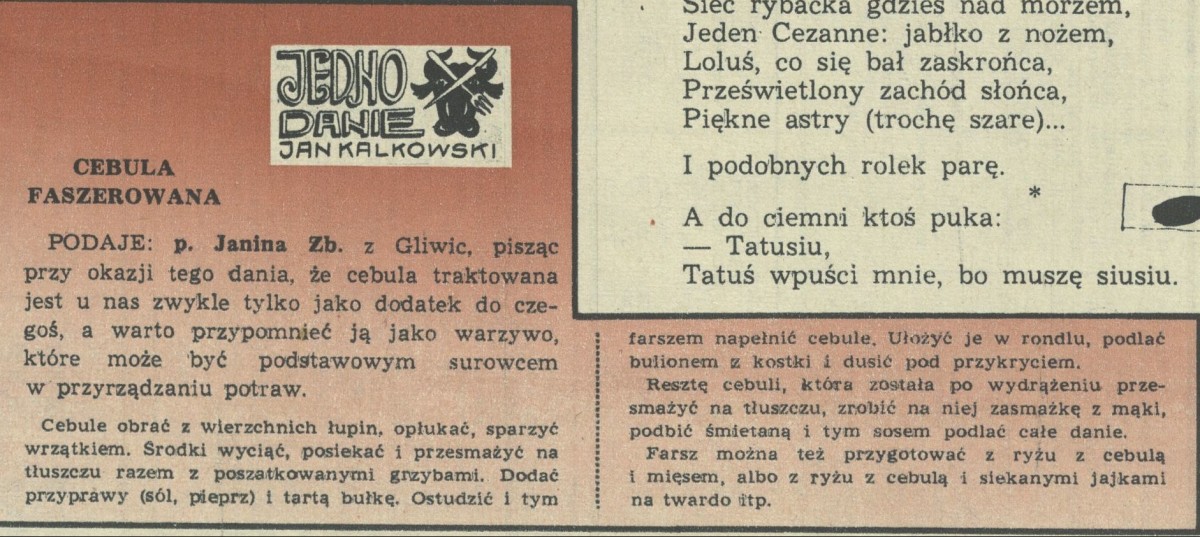 JEDNO
DANIE
JAN KALKOWSKI
CEBULA
FASZEROWANA
PODAJE: p. Janina Zb. z Gliwic, pisząc
przy okazji tego dania, że cebula traktowana
jest u nas zwykle tylko jako dodatek do cze-
goś, a warto przypomnieć ją jako warzywo,
które może być podstawowym surowcem
w przyrządzaniu potraw.
Cebule obrać z wierzchnich łupin, opłukać, sparzyć
wrzątkiem. Środki wyciąć, posiekać i przesmażyć na
tłuszczu razem z poszatkowanymi grzybami. Dodać
przyprawy (sól, pieprz) i tartą bułkę. Ostudzić i tym
farszem napełnić cebule. Ułożyć je w rondlu, podlać
bulionem z kostki i dusić pod przykryciem.
Resztę cebuli, która została po wydrążeniu prze-
smażyć na tłuszczu, zrobić na niej zasmażkę z mąki,
podbić śmietaną i tym sosem podlać całe danie.
Farsz można też przygotować z ryżu z cebulą
i mięsem, albo z ryżu z cebulą i siekanymi jajkami
na twardo itp.
Sieć rybacka gdzieś nad morzem,
Jeden Cezanne: jabłko z nożem,
Loluś, co się bał zaskrońca,
Prześwietlony zachód słońca,
Piękne astry (trochę szare)...
I podobnych rolek parę.
*
A do ciemni ktoś puka:
— Tatusiu,
Tatuś wpuści mnie, bo muszę siusiu.